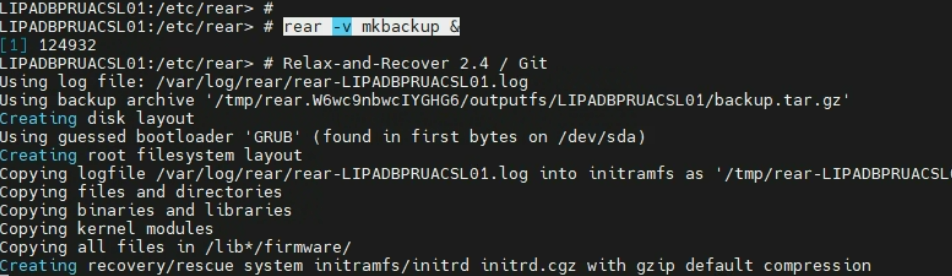 LIPADBPRUACSL01:/etc/rear> #
LIPADBPRUACSL01:/etc/rear> # rear -v mkbackup &
[1] 124932
LIPADBPRUACSL01:/etc/rear> # Relax-and-Recover 2.4 / Git
Using log file: /var/log/rear/rear-LIPADBPRUACSL01.log
Using backup archive '/tmp/rear.W6wc9nbwcIYGHG6/outputfs/LIPADBPRUACSL01/backup.tar.gz'
Creating disk layout
Using guessed bootloader 'GRUB' (found in first bytes on /dev/sda)
Creating root filesystem layout
Copying logfile /var/log/rear/rear-LIPADBPRUACSL01.log into initramfs as '/tmp/rear-LIPADBPRUACSL0
Copying files and directories
Copying binaries and libraries
Copying kernel modules
Copying all files in /lib*/firmware/
Creating recovery/rescue system initramfs/initrd initrd.cgz with gzip default compression